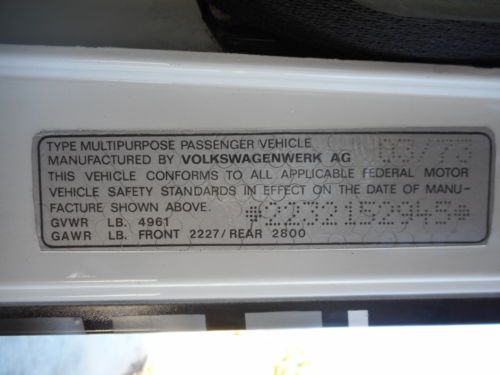 TYPE MULTIPURPOSE PASSENGER VEHICLE 03/73
MANUFACTURED BY VOLKSWAGENWERK AG
THIS VEHICLE CONFORMS TO ALL APPLICABLE FEDERAL MOTOR
VEHICLE SAFETY STANDARDS IN EFFECT ON THE DATE OF MANU-
FACTURE SHOWN ABOVE. *2232152945*
GVWR LB. 4961
GAWR LB. FRONT 2227/REAR 2800